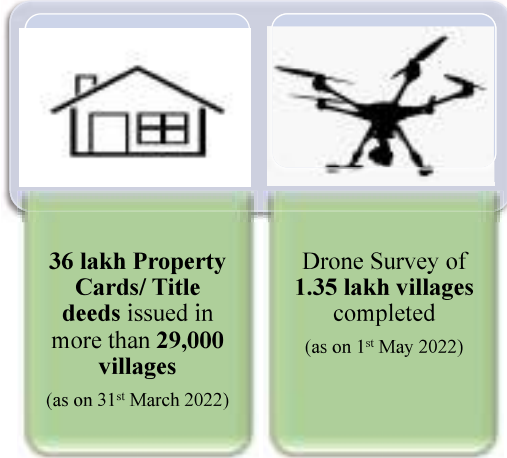 36 lakh Property
Cards/ Title
deeds issued in
more than 29,000
villages
(as on 31st March 2022)
Drone Survey of
1.35 lakh villages
completed
(as on 1st May 2022)